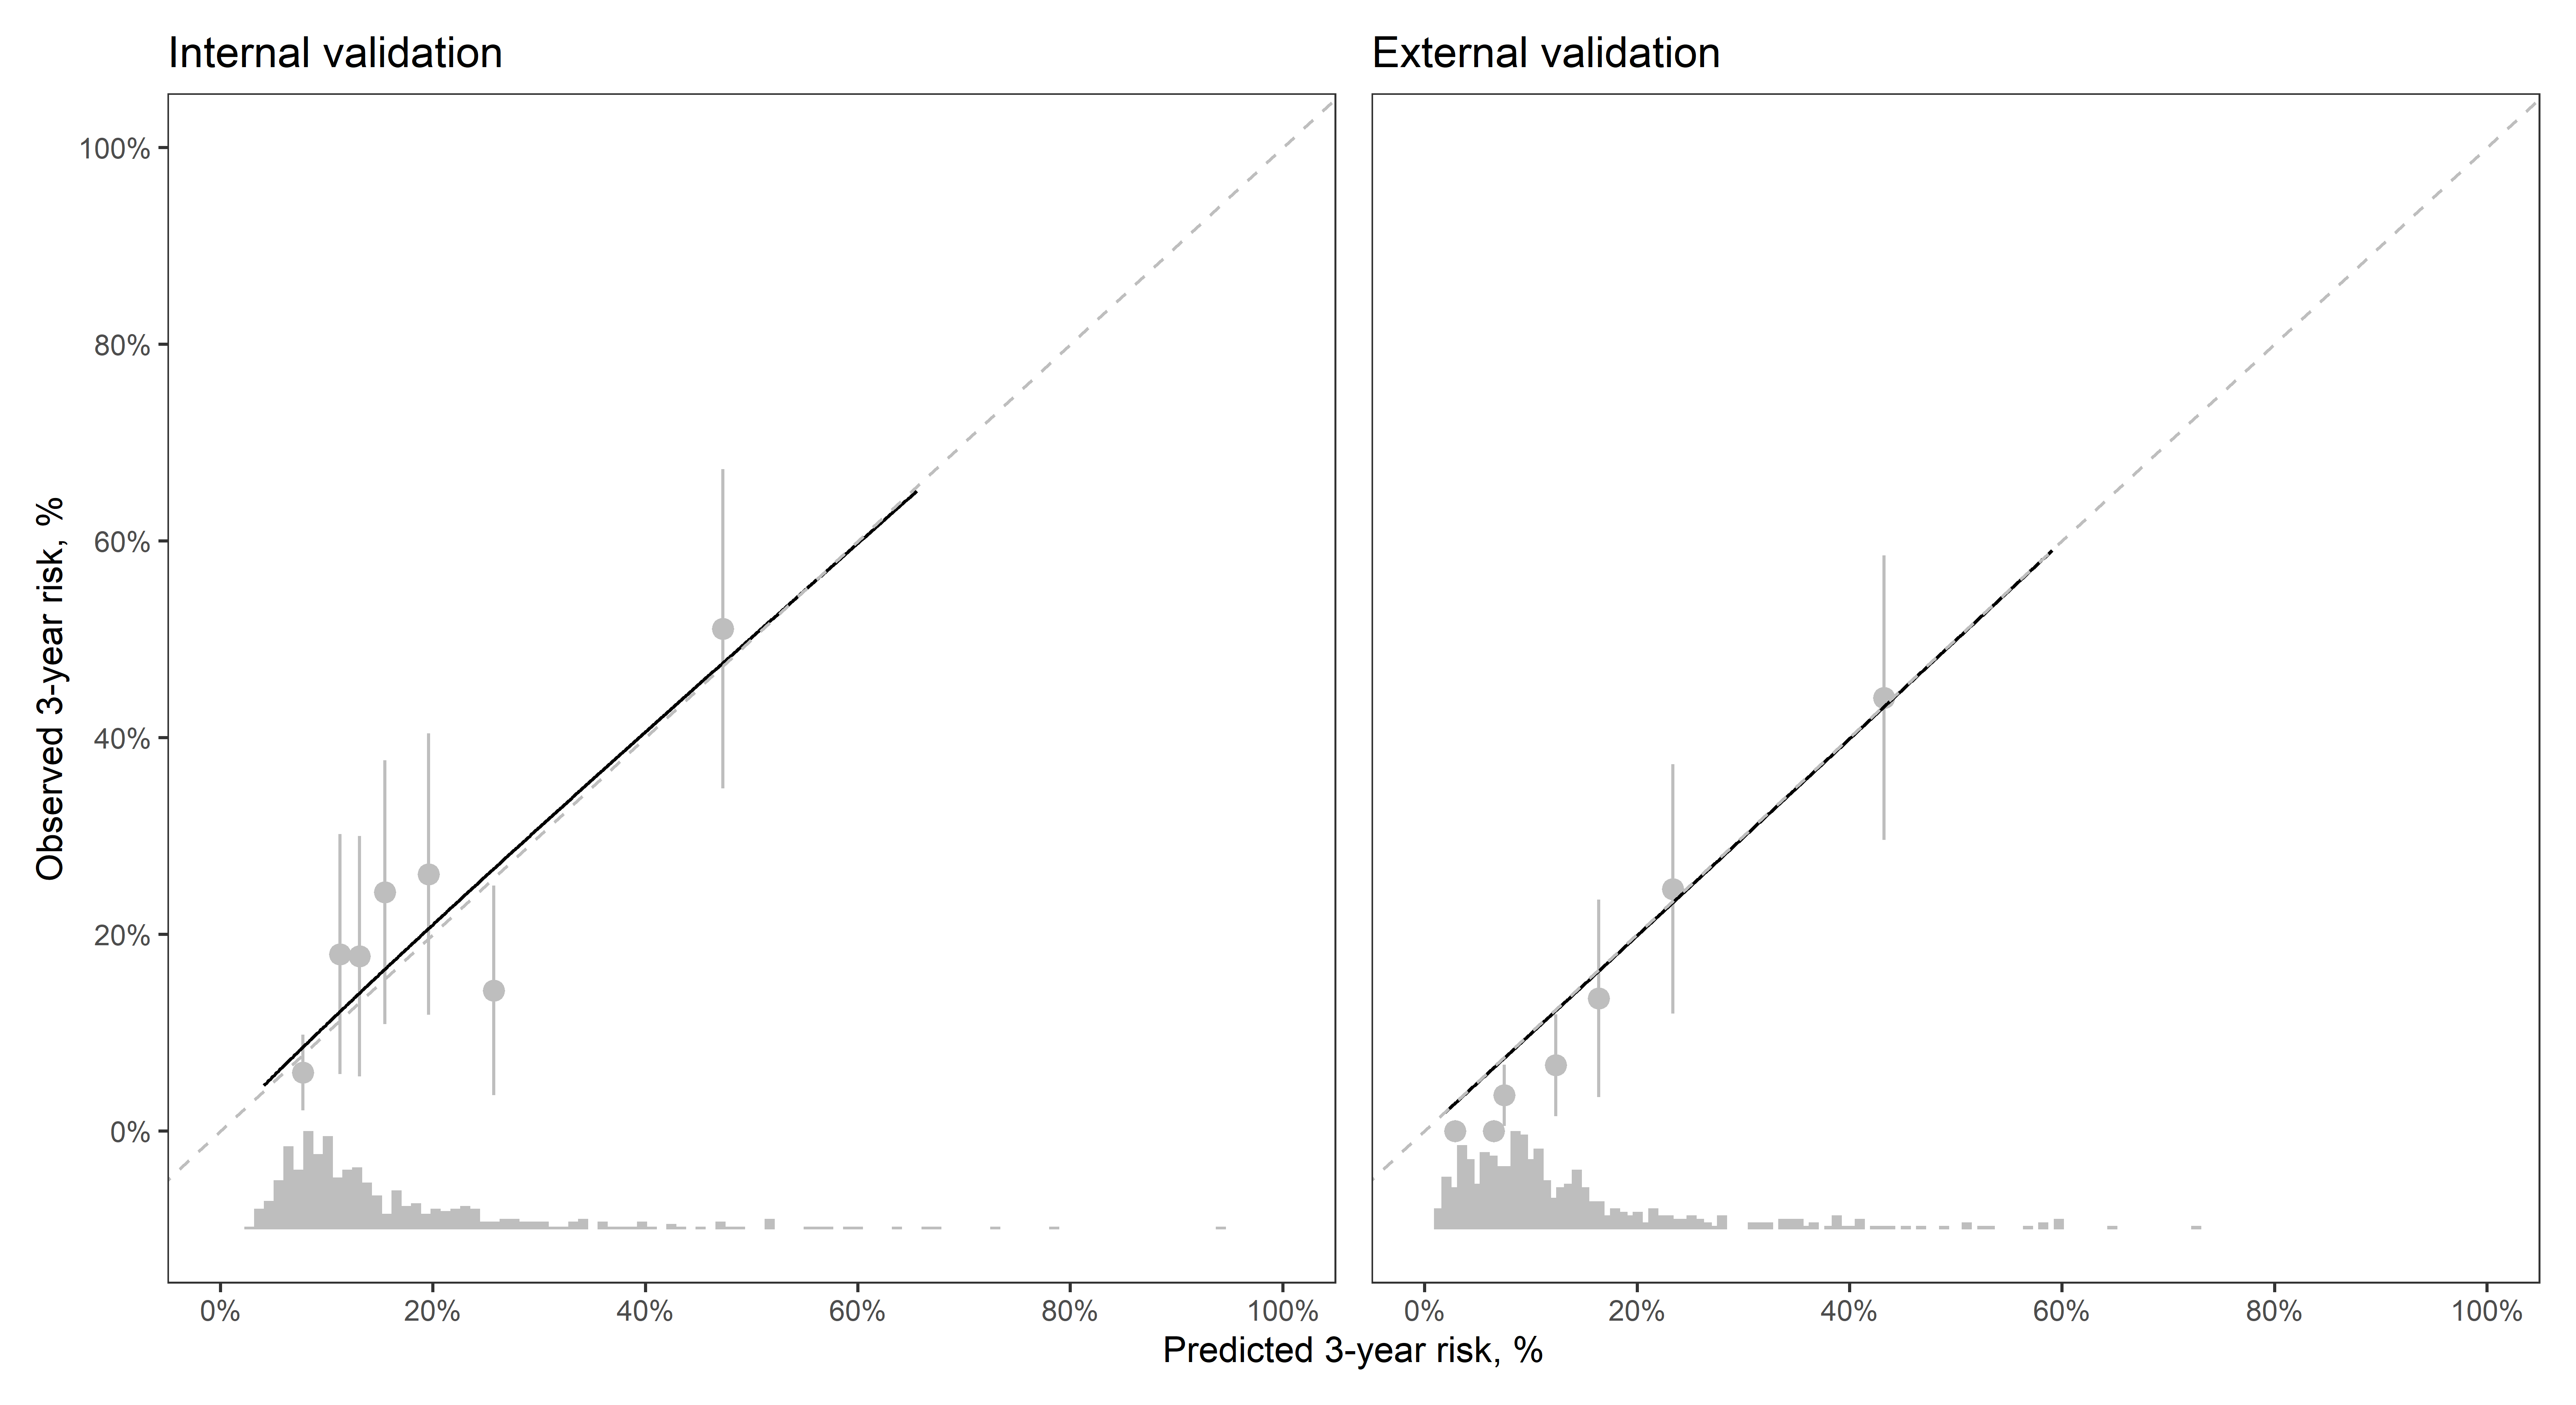 Internal validation
External validation
Observed 3-year risk, %
100%
80%
60%
40%
20%
0%
0% 20% 40% 60% 80% 100%
0% 20% 40% 60% 80% 100%
Predicted 3-year risk, %